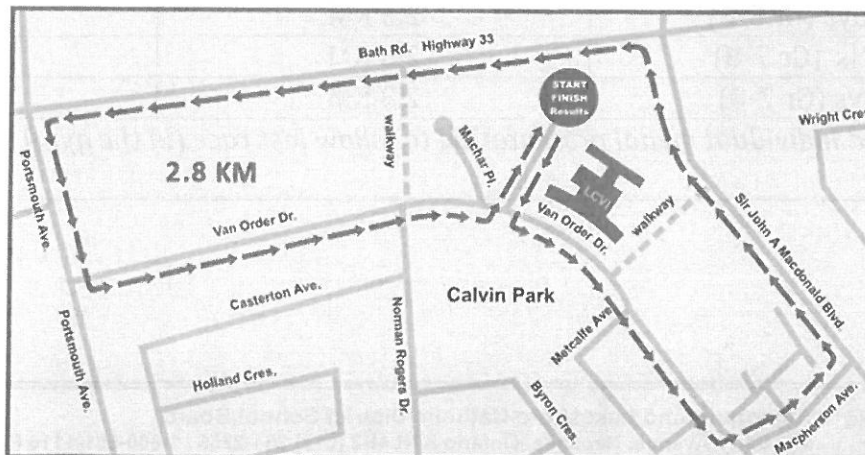 Bath Rd. Highway 33
START
FINISH
Results
Wright Cres
Portsmouth Ave.
2.8 KM
walkway
Machar Pl.
LCVI
walkway
Sir John A Macdonald Blvd.
Van Order Dr.
Van Order Dr.
Casterton Ave.
Calvin Park
Portsmouth Ave.
Norman Rogers Dr.
Metcalfe Ave
Holland Cres.
Byron Cres.
Macpherson Ave.